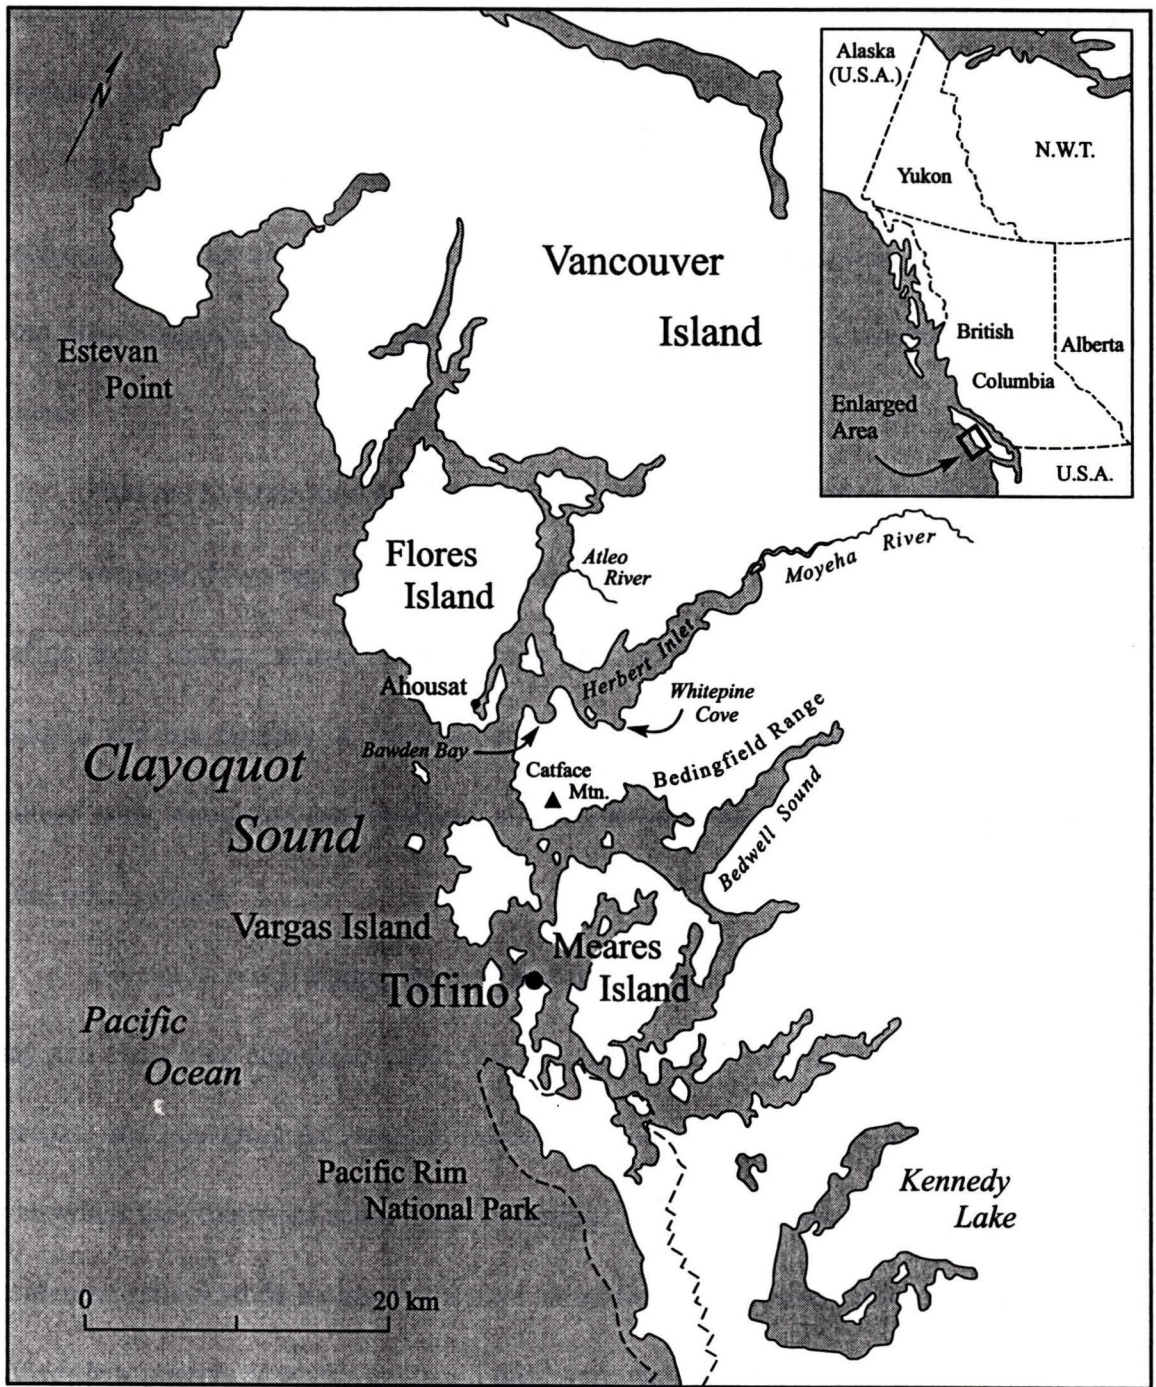 N
Alaska
(U.S.A.)
Yukon
N.W.T.
British
Columbia
Alberta
Enlarged
Area
U.S.A.
Vancouver
Island
Estevan
Point
Flores
Island
Atleo
River
Moyeha River
Herbert Inlet
Ahousat
Whitepine
Cove
Bawden Bay
Catface
Mtn.
Bedingfield Range
Bedwell Sound
Clayoquot
Sound
Vargas Island
Meares
Island
Tofino
Pacific
Ocean
Pacific Rim
National Park
Kennedy
Lake
0 20 km